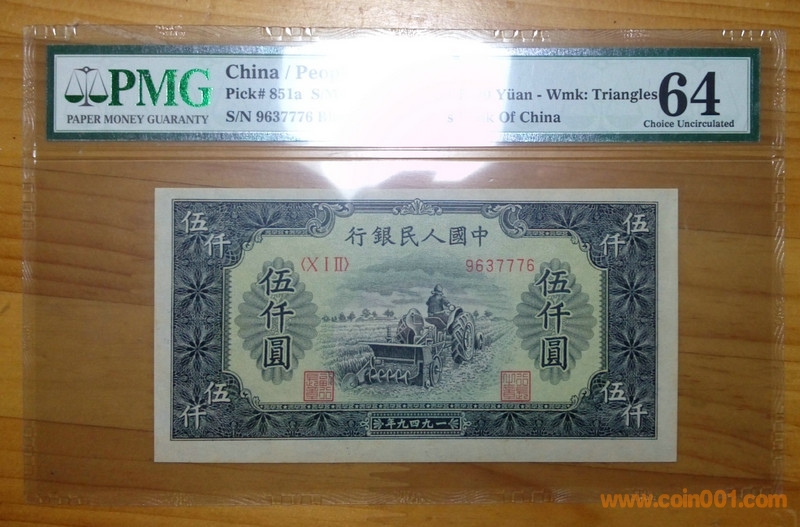 PMG
PAPER MONEY GUARANTY
China / Peop
Pick# 851a
Yüan - Wmk: Triangles
S/N 9637776
Of China
64
Choice Uncirculated
行銀民人國中
〈X I II〉
9637776
伍仟
伍仟
伍仟圓
伍仟圓
伍仟
伍仟
年九四九一
www.coin001.com